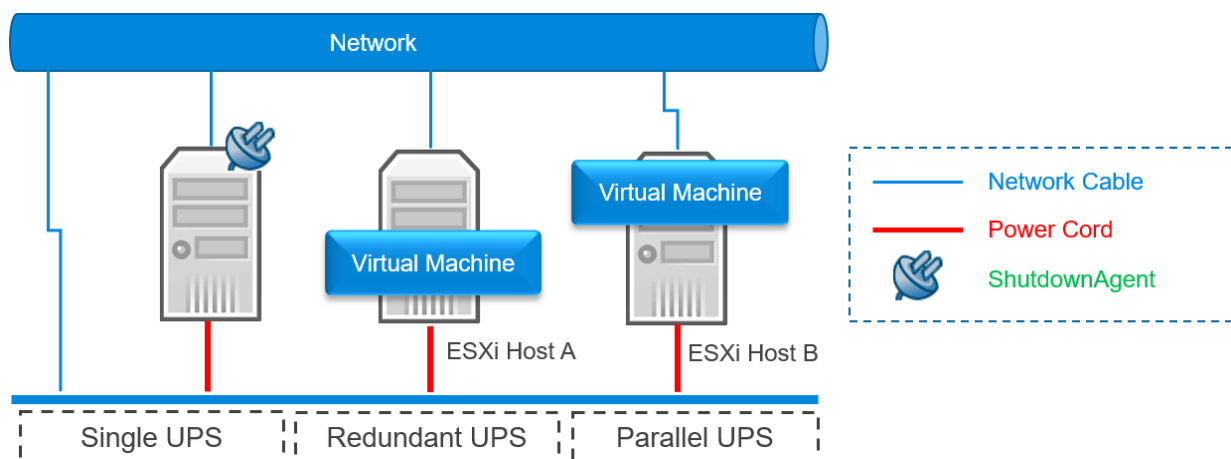 Network
Virtual Machine
Virtual Machine
ESXi Host A
ESXi Host B
Single UPS
Redundant UPS
Parallel UPS
Network Cable
Power Cord
ShutdownAgent